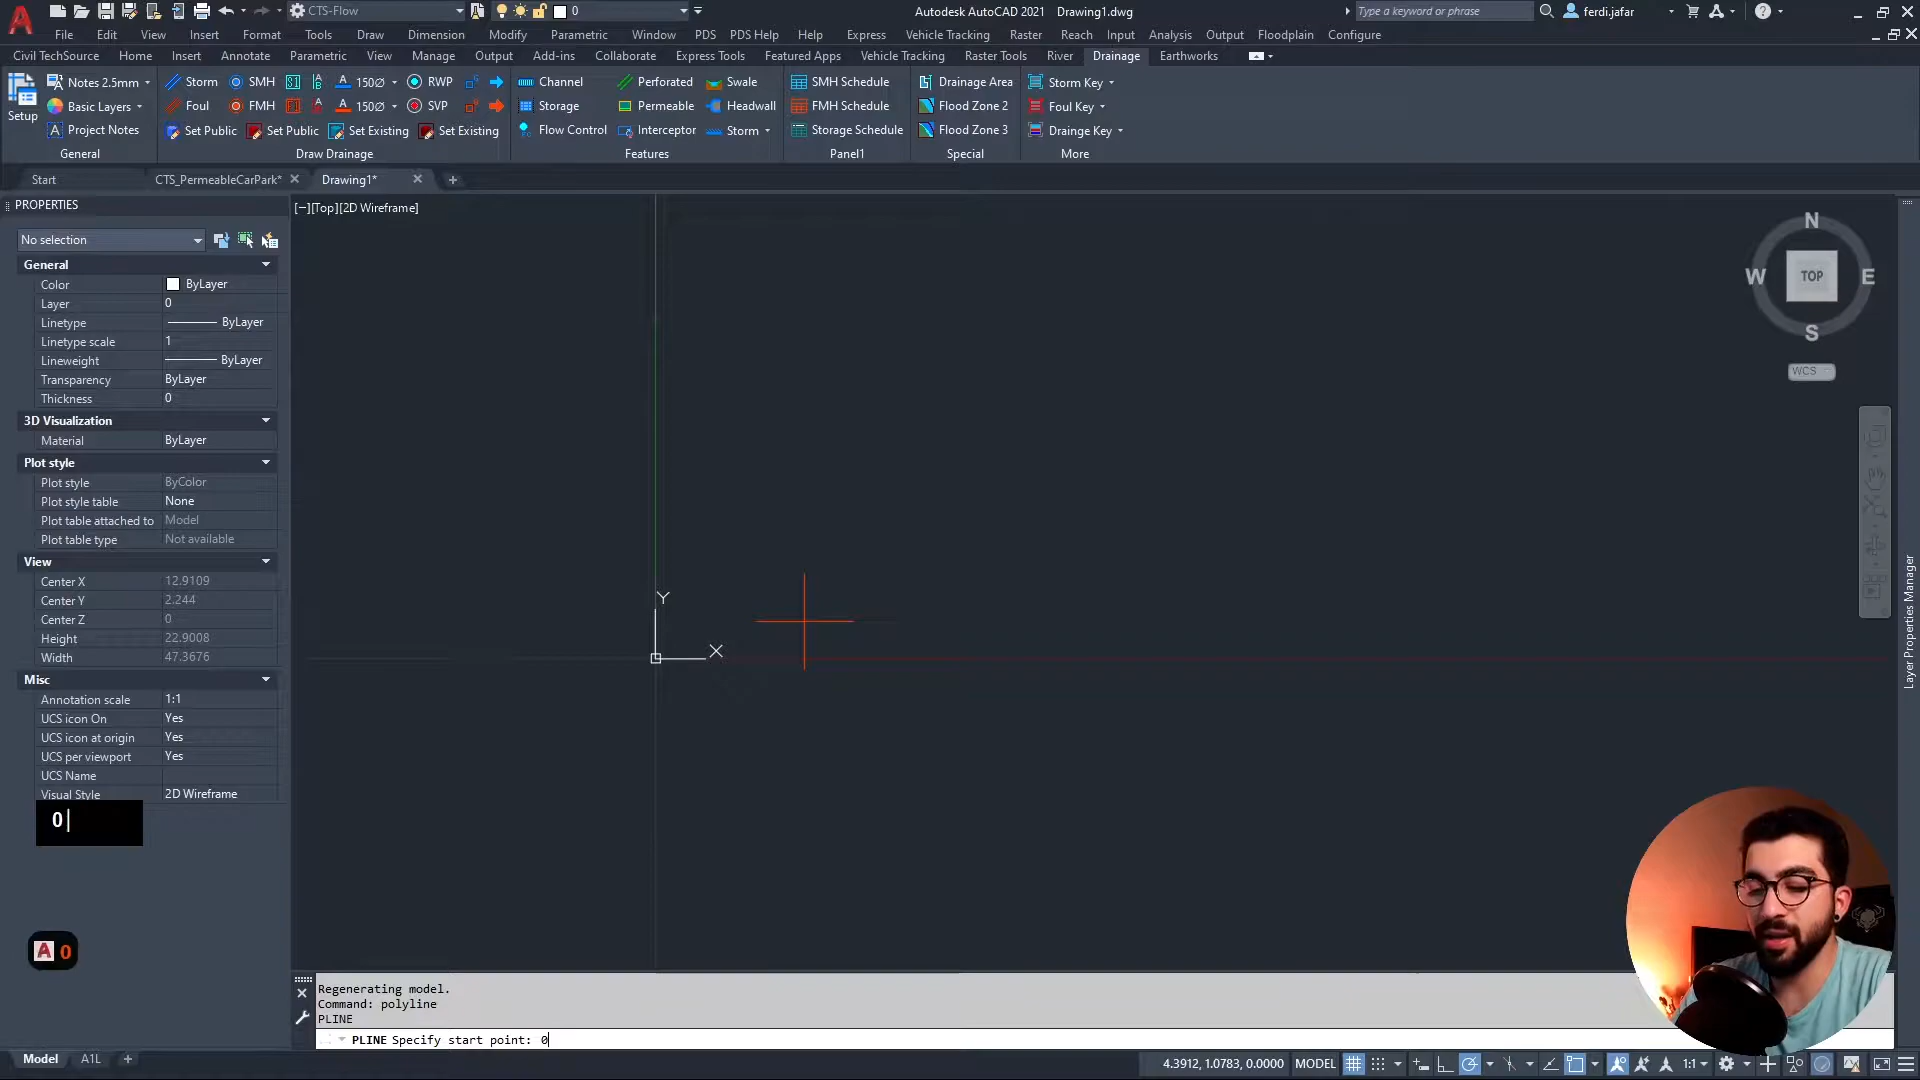 CTS-Flow
0
Autodesk AutoCAD 2021 Drawing1.dwg
Type a keyword or phrase
ferdi.jafar
File Edit View Insert Format Tools Draw Dimension Modify Parametric Window PDS PDS Help Help Express Vehicle Tracking Raster Reach Input Analysis Output Floodplain Configure
Civil TechSource Home Insert Annotate Parametric View Manage Output Add-ins Collaborate Express Tools Featured Apps Vehicle Tracking Raster Tools River Drainage Earthworks
Notes 2.5mm Storm SMH 150∅ RWP Channel Perforated Swale SMH Schedule Drainage Area Storm Key
Basic Layers Foul FMH 150∅ SVP Storage Permeable Headwall FMH Schedule Flood Zone 2 Foul Key
Setup Project Notes Set Public Set Public Set Existing Set Existing Flow Control Interceptor Storm Storage Schedule Flood Zone 3 Drainge Key
General Draw Drainage Features Panel1 Special More
Start CTS_PermeableCarPark* Drawing1*
PROPERTIES
[−][Top][2D Wireframe]
No selection
General
Color ByLayer
Layer 0
Linetype ByLayer
Linetype scale 1
Lineweight ByLayer
Transparency ByLayer
Thickness 0
3D Visualization
Material ByLayer
Plot style
Plot style ByColor
Plot style table None
Plot table attached to Model
Plot table type Not available
View
Center X 12.9109
Center Y 2.244
Center Z 0
Height 22.9008
Width 47.3676
Misc
Annotation scale 1:1
UCS icon On Yes
UCS icon at origin Yes
UCS per viewport Yes
UCS Name
Visual Style 2D Wireframe
0
A 0
Y
X
N
W TOP E
S
WCS
Layer Properties Manager
Regenerating model.
Command: polyline
PLINE
PLINE Specify start point: 0
Model A1L
4.3912, 1.0783, 0.0000 MODEL 1:1